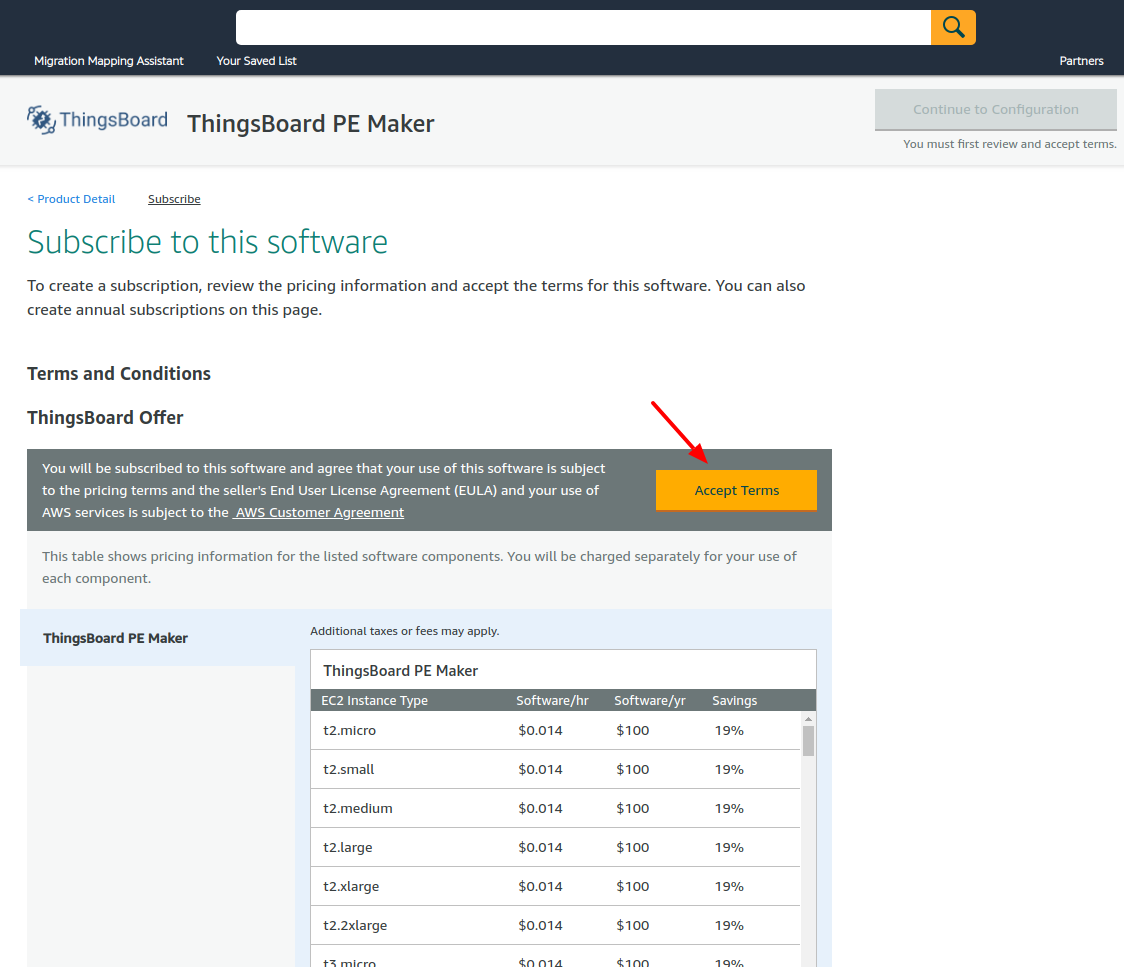 Migration Mapping Assistant Your Saved List Partners
ThingsBoard ThingsBoard PE Maker Continue to Configuration
You must first review and accept terms.
< Product Detail Subscribe
Subscribe to this software
To create a subscription, review the pricing information and accept the terms for this software. You can also
create annual subscriptions on this page.
Terms and Conditions
ThingsBoard Offer
You will be subscribed to this software and agree that your use of this software is subject
to the pricing terms and the seller's End User License Agreement (EULA) and your use of
AWS services is subject to the AWS Customer Agreement
Accept Terms
This table shows pricing information for the listed software components. You will be charged separately for your use of
each component.
ThingsBoard PE Maker
Additional taxes or fees may apply.
ThingsBoard PE Maker
EC2 Instance Type Software/hr Software/yr Savings
t2.micro $0.014 $100 19%
t2.small $0.014 $100 19%
t2.medium $0.014 $100 19%
t2.large $0.014 $100 19%
t2.xlarge $0.014 $100 19%
t2.2xlarge $0.014 $100 19%
t3.micro $0.014 $100 19%